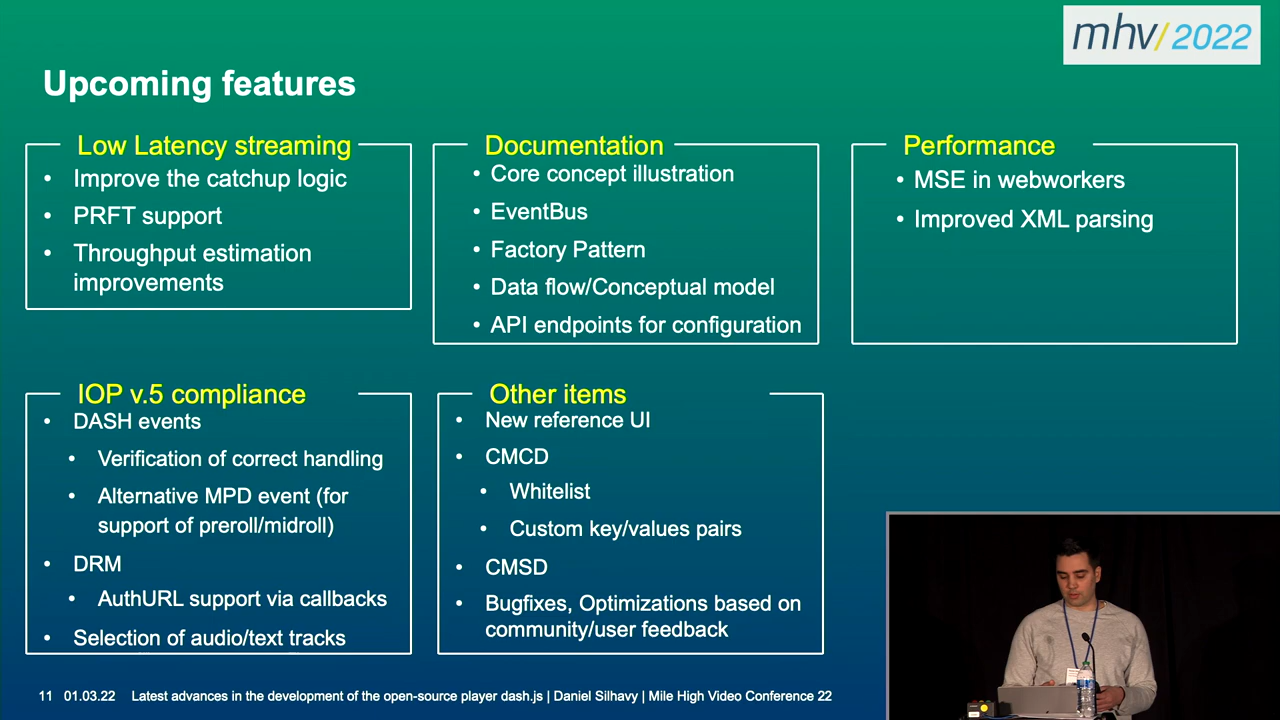 mhv/2022
Upcoming features
Low Latency streaming
• Improve the catchup logic
• PRFT support
• Throughput estimation
improvements
Documentation
• Core concept illustration
• EventBus
• Factory Pattern
• Data flow/Conceptual model
• API endpoints for configuration
Performance
• MSE in webworkers
• Improved XML parsing
IOP v.5 compliance
• DASH events
• Verification of correct handling
• Alternative MPD event (for
support of preroll/midroll)
• DRM
• AuthURL support via callbacks
• Selection of audio/text tracks
Other items
• New reference UI
• CMCD
• Whitelist
• Custom key/values pairs
• CMSD
• Bugfixes, Optimizations based on
community/user feedback
11 01.03.22 Latest advances in the development of the open-source player dash.js | Daniel Silhavy | Mile High Video Conference 22